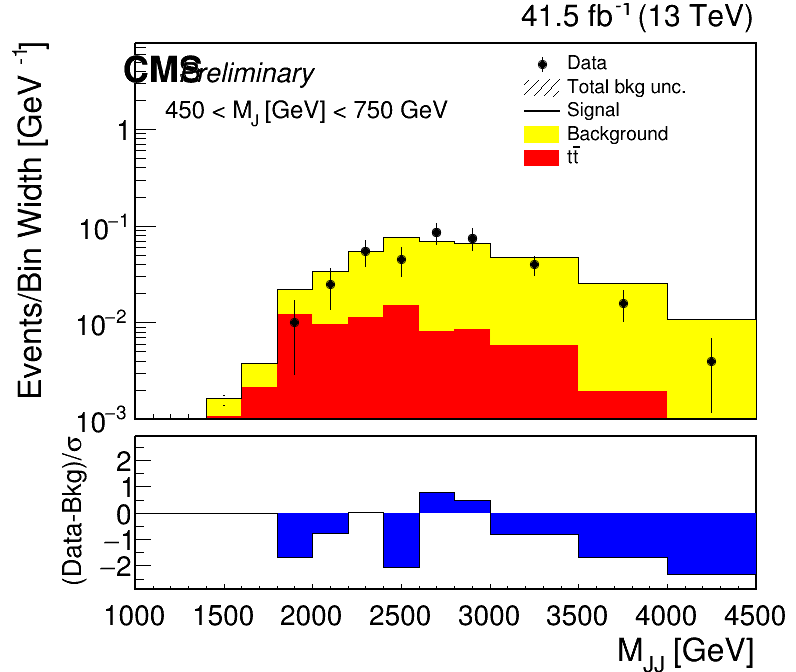 41.5 fb⁻¹ (13 TeV)
CMS Preliminary
450 < M_J [GeV] < 750 GeV
Data
Total bkg unc.
Signal
Background
tt̄
Events/Bin Width [GeV⁻¹]
1
10⁻¹
10⁻²
10⁻³
(Data-Bkg)/σ
2
1
0
−1
−2
1000 1500 2000 2500 3000 3500 4000 4500
M_JJ [GeV]